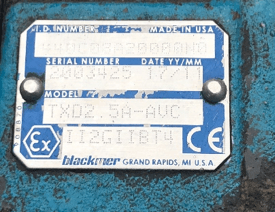 I.D. NUMBER MADE IN USA
SERIAL NUMBER DATE YY/MM
2003425 17/11
MODEL
TXD2.5A-AVC
Ex II2GIIBT4 CE
blackmer GRAND RAPIDS, MI U.S.A